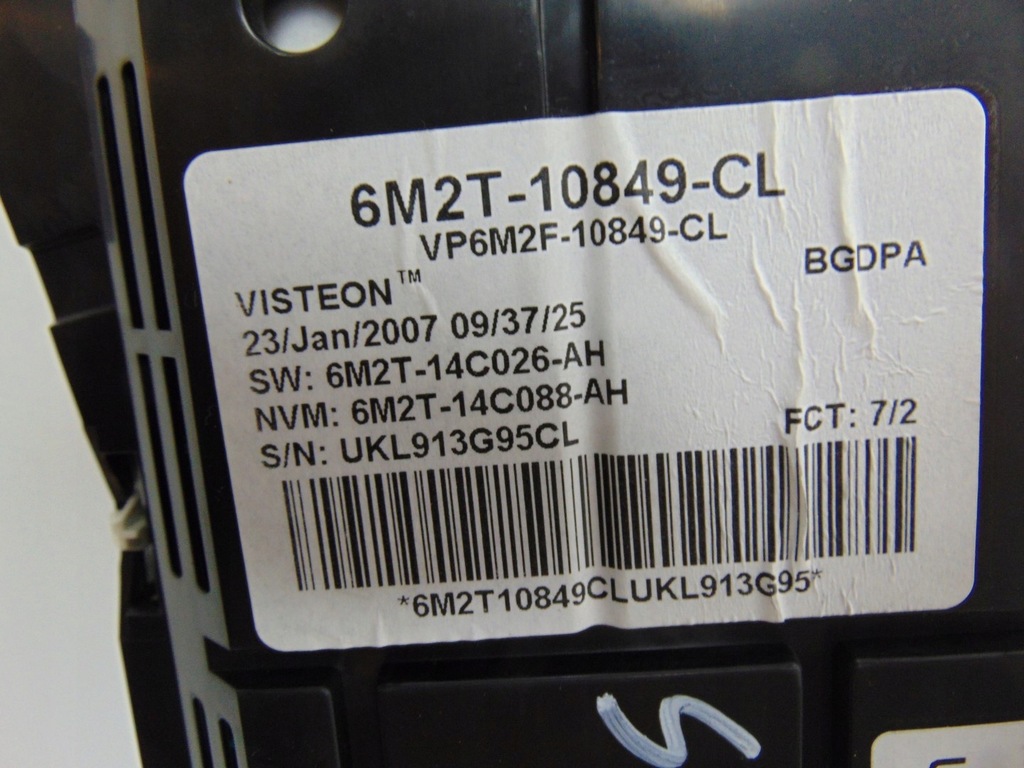 6M2T-10849-CL
VP6M2F-10849-CL
BGDPA
VISTEON™
23/Jan/2007 09/37/25
SW: 6M2T-14C026-AH
NVM: 6M2T-14C088-AH
S/N: UKL913G95CL
FCT: 7/2
*6M2T10849CLUKL913G95*